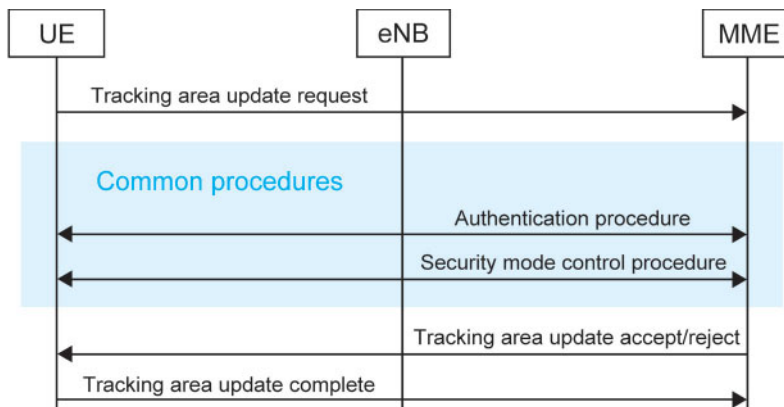 UE
eNB
MME
Tracking area update request
Common procedures
Authentication procedure
Security mode control procedure
Tracking area update accept/reject
Tracking area update complete